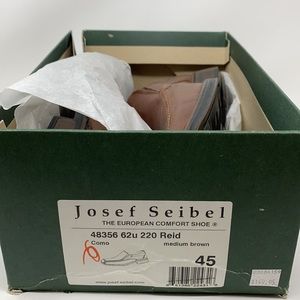 Josef Seibel
THE EUROPEAN COMFORT SHOE ®
48356 62u 220 Reid
Como medium brown
45
www.josef-seibel.com